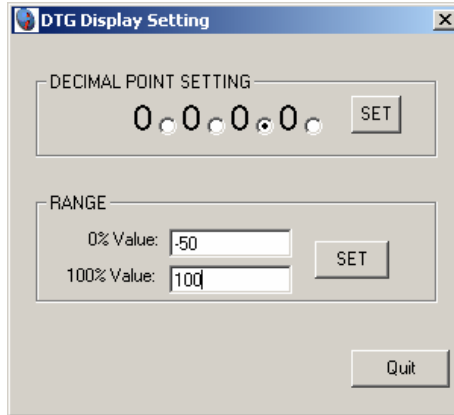 DTG Display Setting
DECIMAL POINT SETTING
0 0 0 0
SET
RANGE
0% Value: -50
100% Value: 100
SET
Quit